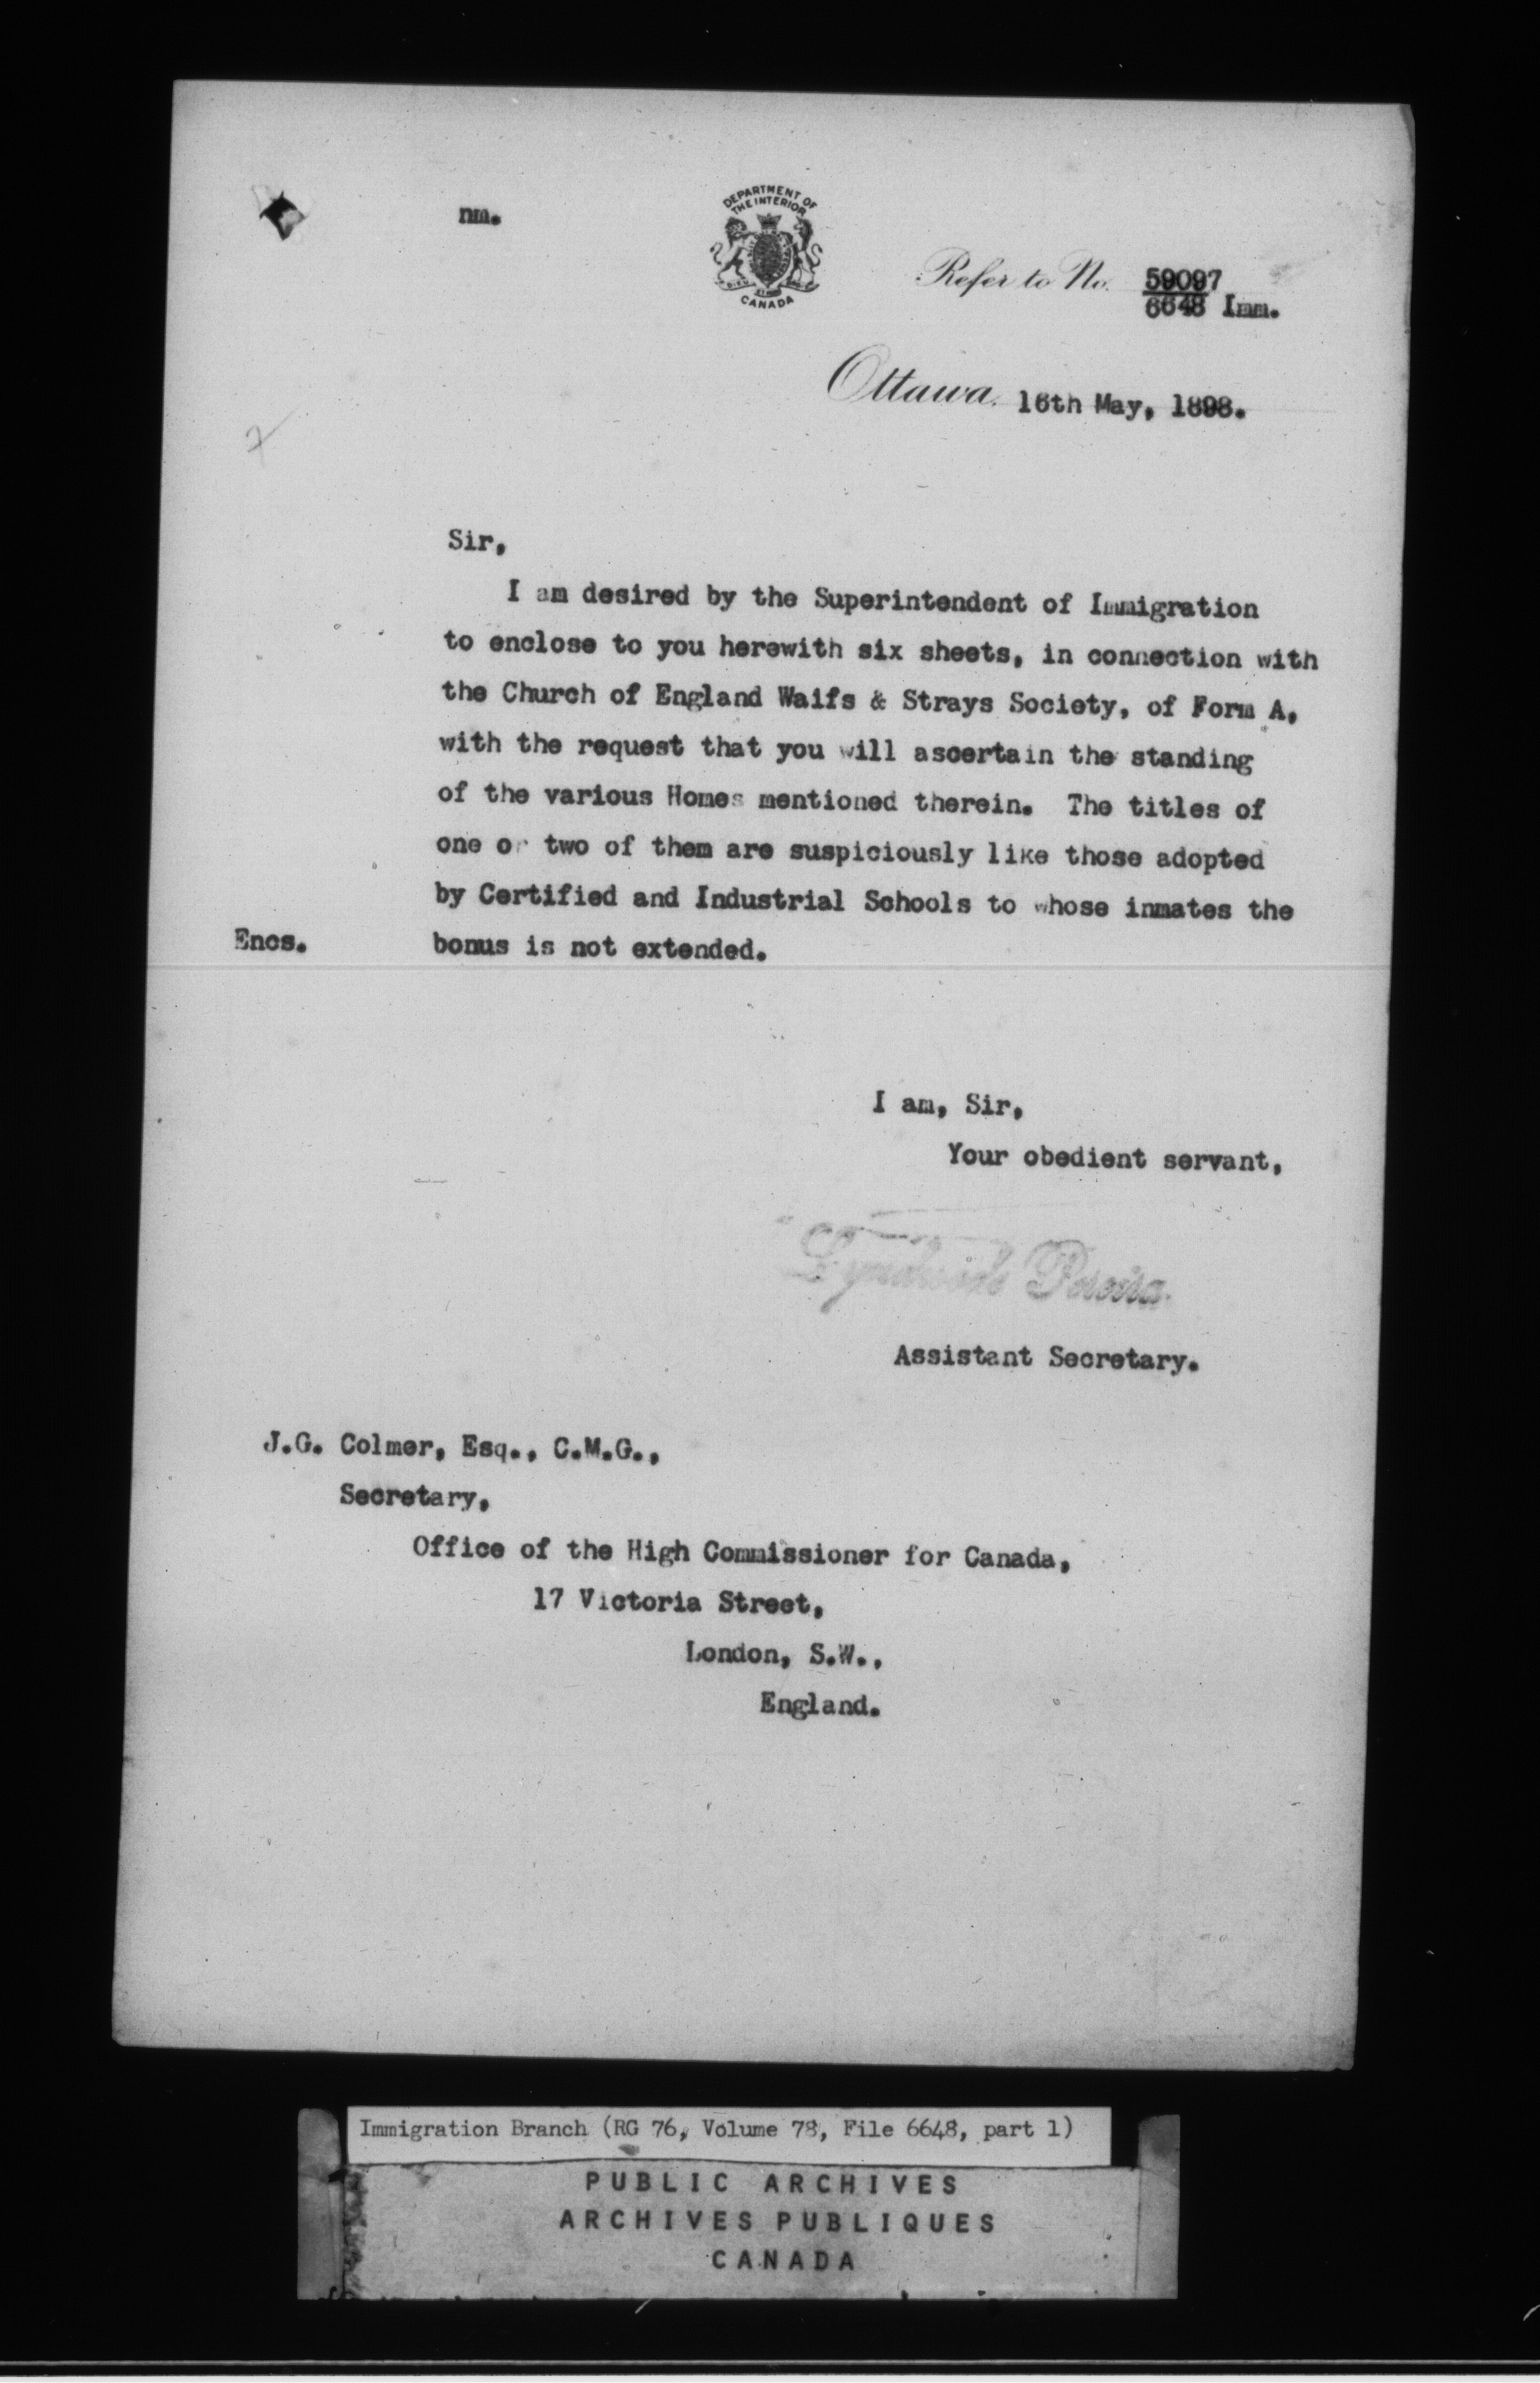 nm.
DEPARTMENT OF
THE INTERIOR
CANADA
Refer to No. 59097
6648 Imm.
Ottawa, 16th May, 1898.
Sir,
I am desired by the Superintendent of Immigration
to enclose to you herewith six sheets, in connection with
the Church of England Waifs & Strays Society, of Form A,
with the request that you will ascertain the standing
of the various Homes mentioned therein. The titles of
one or two of them are suspiciously like those adopted
by Certified and Industrial Schools to whose inmates the
Encs. bonus is not extended.
I am, Sir,
Your obedient servant,
Lyndwode Pereira
Assistant Secretary.
J.G. Colmer, Esq., C.M.G.,
Secretary,
Office of the High Commissioner for Canada,
17 Victoria Street,
London, S.W.,
England.
Immigration Branch (RG 76, Volume 78, File 6648, part 1)
PUBLIC ARCHIVES
ARCHIVES PUBLIQUES
CANADA